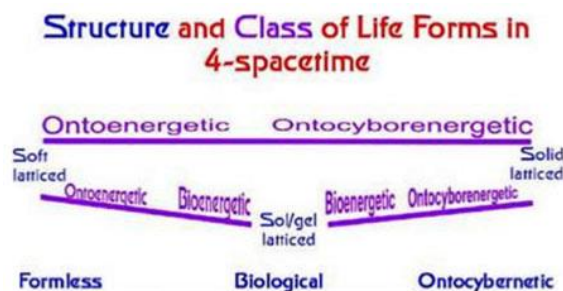 Structure and Class of Life Forms in
4-spacetime
Ontoenergetic Ontocyborenergetic
Soft
latticed
Solid
latticed
Ontoenergetic Bioenergetic Bioenergetic Ontocyborenergetic
Sol/gel
latticed
Formless Biological Ontocybernetic